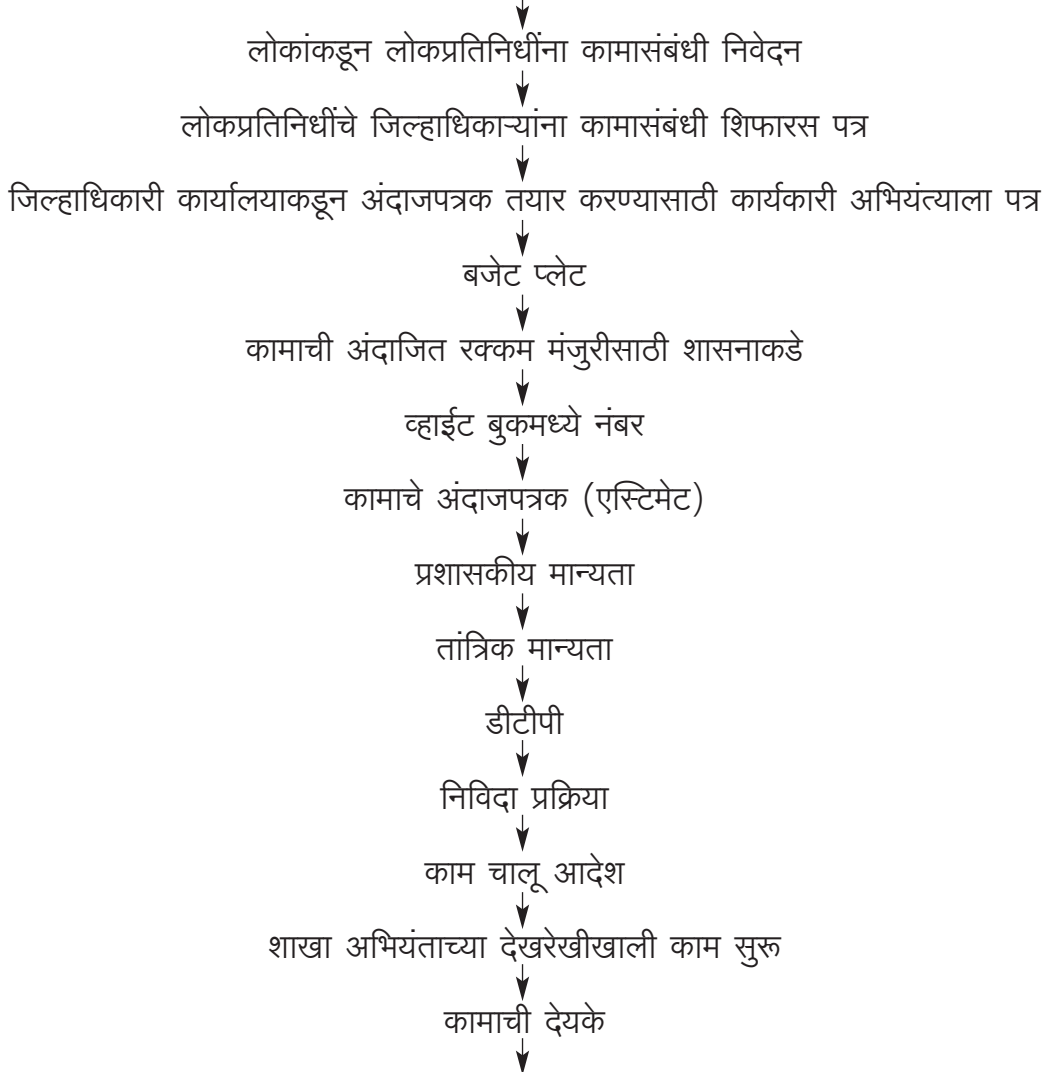 लोकांकडून लोकप्रतिनिधींना कामासंबंधी निवेदन
लोकप्रतिनिधींचे जिल्हाधिकाऱ्यांना कामासंबंधी शिफारस पत्र
जिल्हाधिकारी कार्यालयाकडून अंदाजपत्रक तयार करण्यासाठी कार्यकारी अभियंत्याला पत्र
बजेट प्लेट
कामाची अंदाजित रक्कम मंजुरीसाठी शासनाकडे
व्हाईट बुकमध्ये नंबर
कामाचे अंदाजपत्रक (एस्टिमेट)
प्रशासकीय मान्यता
तांत्रिक मान्यता
डीटीपी
निविदा प्रक्रिया
काम चालू आदेश
शाखा अभियंताच्या देखरेखीखाली काम सुरू
कामाची देयके